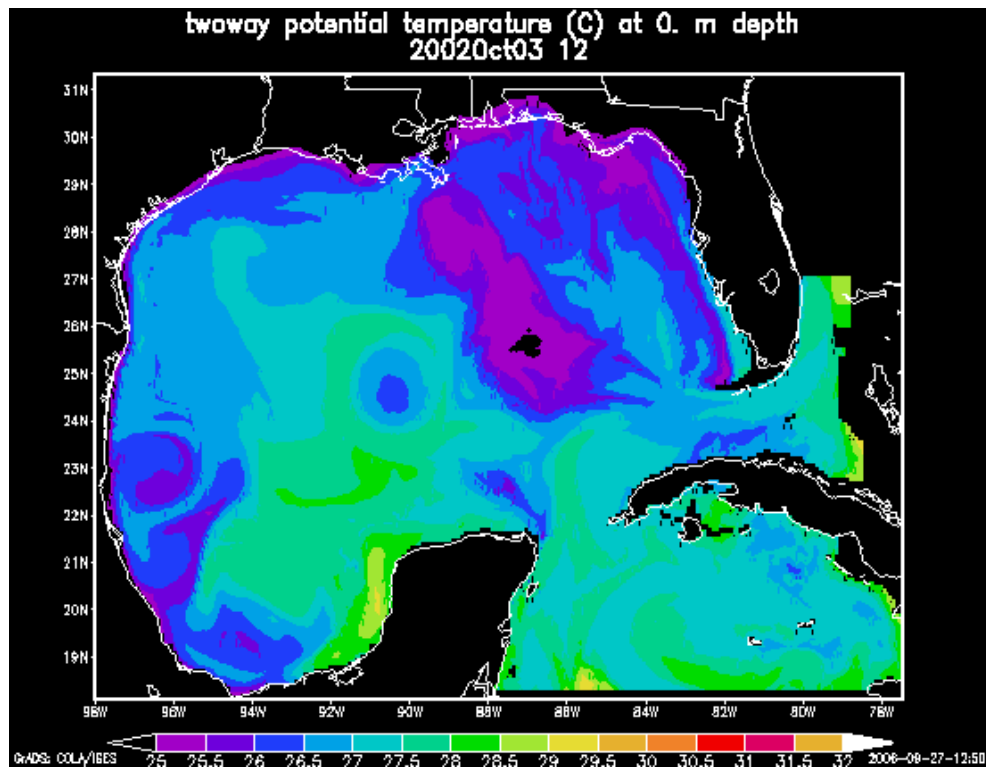 twoway potential temperature (C) at 0. m depth
2002Oct03 12
31N
30N
29N
28N
27N
26N
25N
24N
23N
22N
21N
20N
19N
98W 96W 94W 92W 90W 88W 86W 84W 82W 80W 78W
25 25.5 26 26.5 27 27.5 28 28.5 29 29.5 30 30.5 31 31.5 32
GrADS: COLA/IGES 2006-09-27-12:50